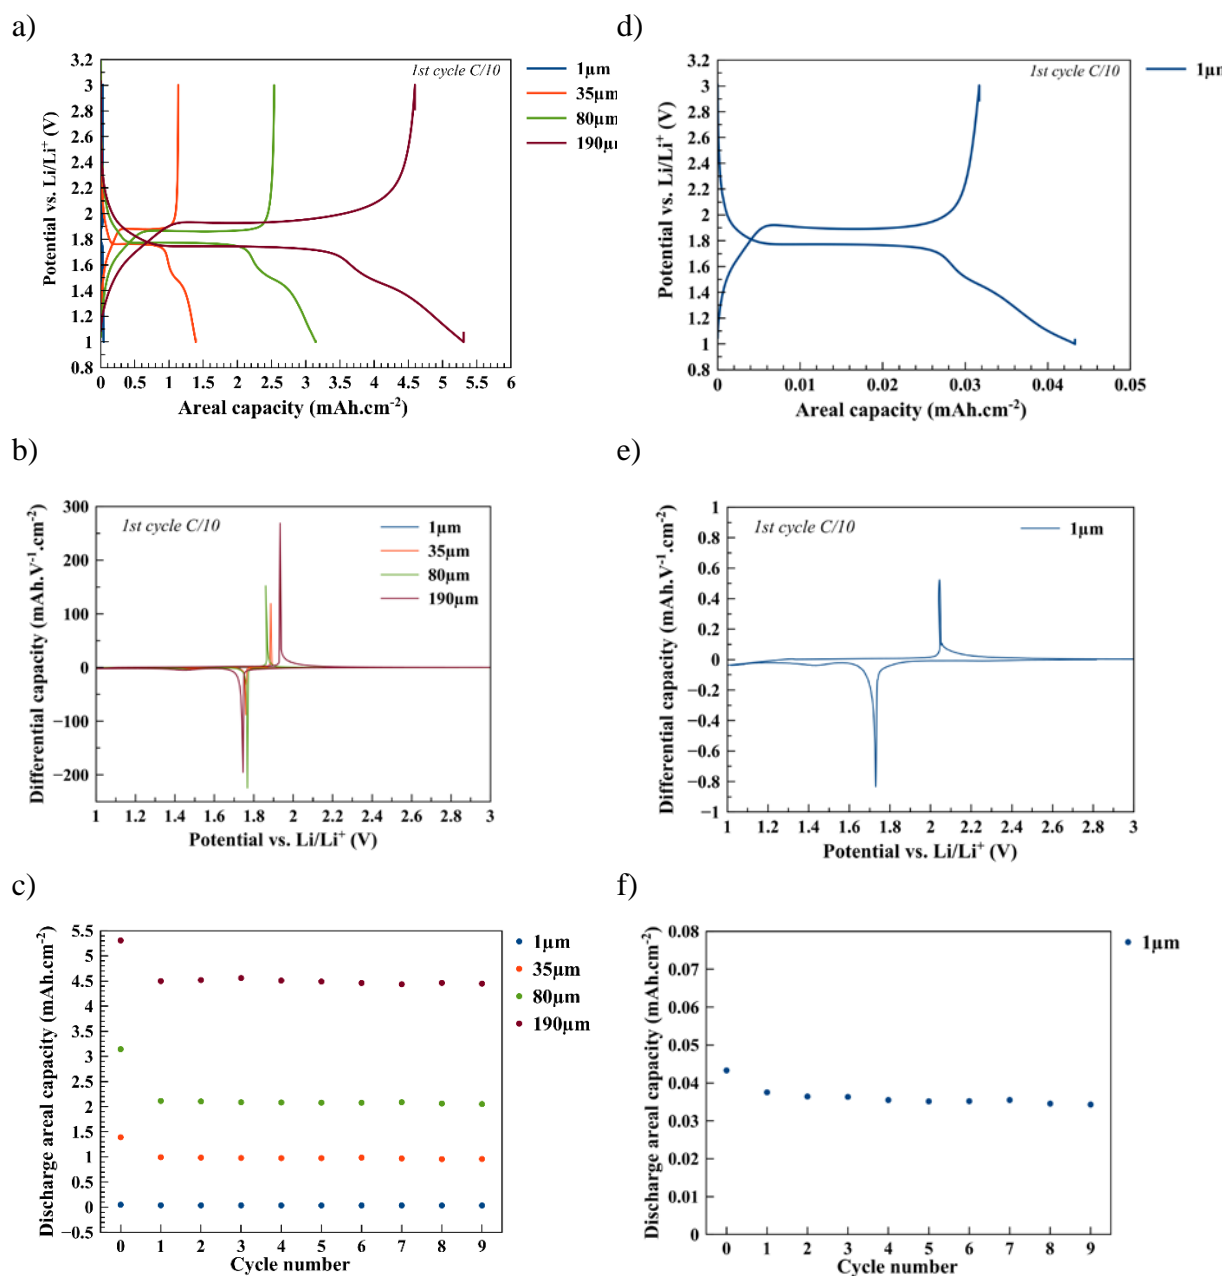 a)
3.2
3
2.8
2.6
2.4
2.2
2
1.8
1.6
1.4
1.2
1
0.8
Potential vs. Li/Li⁺ (V)
1st cycle C/10
0 0.5 1 1.5 2 2.5 3 3.5 4 4.5 5 5.5 6
Areal capacity (mAh.cm⁻²)
1µm
35µm
80µm
190µ
d)
3.2
3
2.8
2.6
2.4
2.2
2
1.8
1.6
1.4
1.2
1
0.8
Potential vs. Li/Li⁺ (V)
1st cycle C/10
0 0.01 0.02 0.03 0.04 0.05
Areal capacity (mAh.cm⁻²)
1µ
b)
300
200
100
0
−100
−200
Differential capacity (mAh.V⁻¹.cm⁻²)
1st cycle C/10
1µm
35µm
80µm
190µm
1 1.2 1.4 1.6 1.8 2 2.2 2.4 2.6 2.8 3
Potential vs. Li/Li⁺ (V)
e)
1
0.8
0.6
0.4
0.2
0
−0.2
−0.4
−0.6
−0.8
−1
Differential capacity (mAh.V⁻¹.cm⁻²)
1st cycle C/10
1µm
1 1.2 1.4 1.6 1.8 2 2.2 2.4 2.6 2.8 3
Potential vs. Li/Li⁺ (V)
c)
5.5
5
4.5
4
3.5
3
2.5
2
1.5
1
0.5
0
−0.5
Discharge areal capacity (mAh.cm⁻²)
0 1 2 3 4 5 6 7 8 9
Cycle number
1µm
35µm
80µm
190µm
f)
0.08
0.07
0.06
0.05
0.04
0.03
0.02
0.01
0
Discharge areal capacity (mAh.cm⁻²)
0 1 2 3 4 5 6 7 8 9
Cycle number
1µm